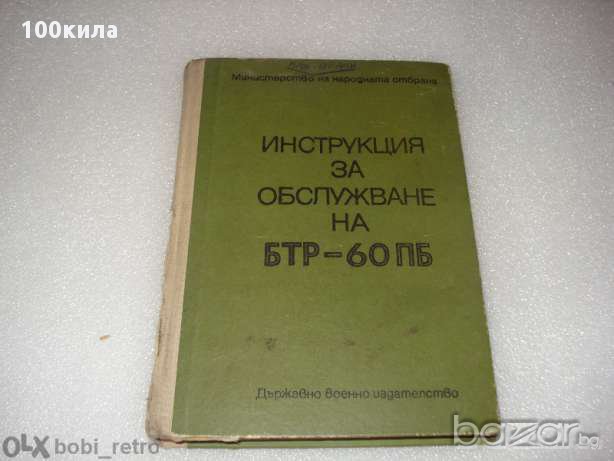 100кила
Министерство на народната отбрана
ИНСТРУКЦИЯ
ЗА
ОБСЛУЖВАНЕ
НА
БТР-60ПБ
Държавно военно издателство
OLX bobi_retro
bazar.bg